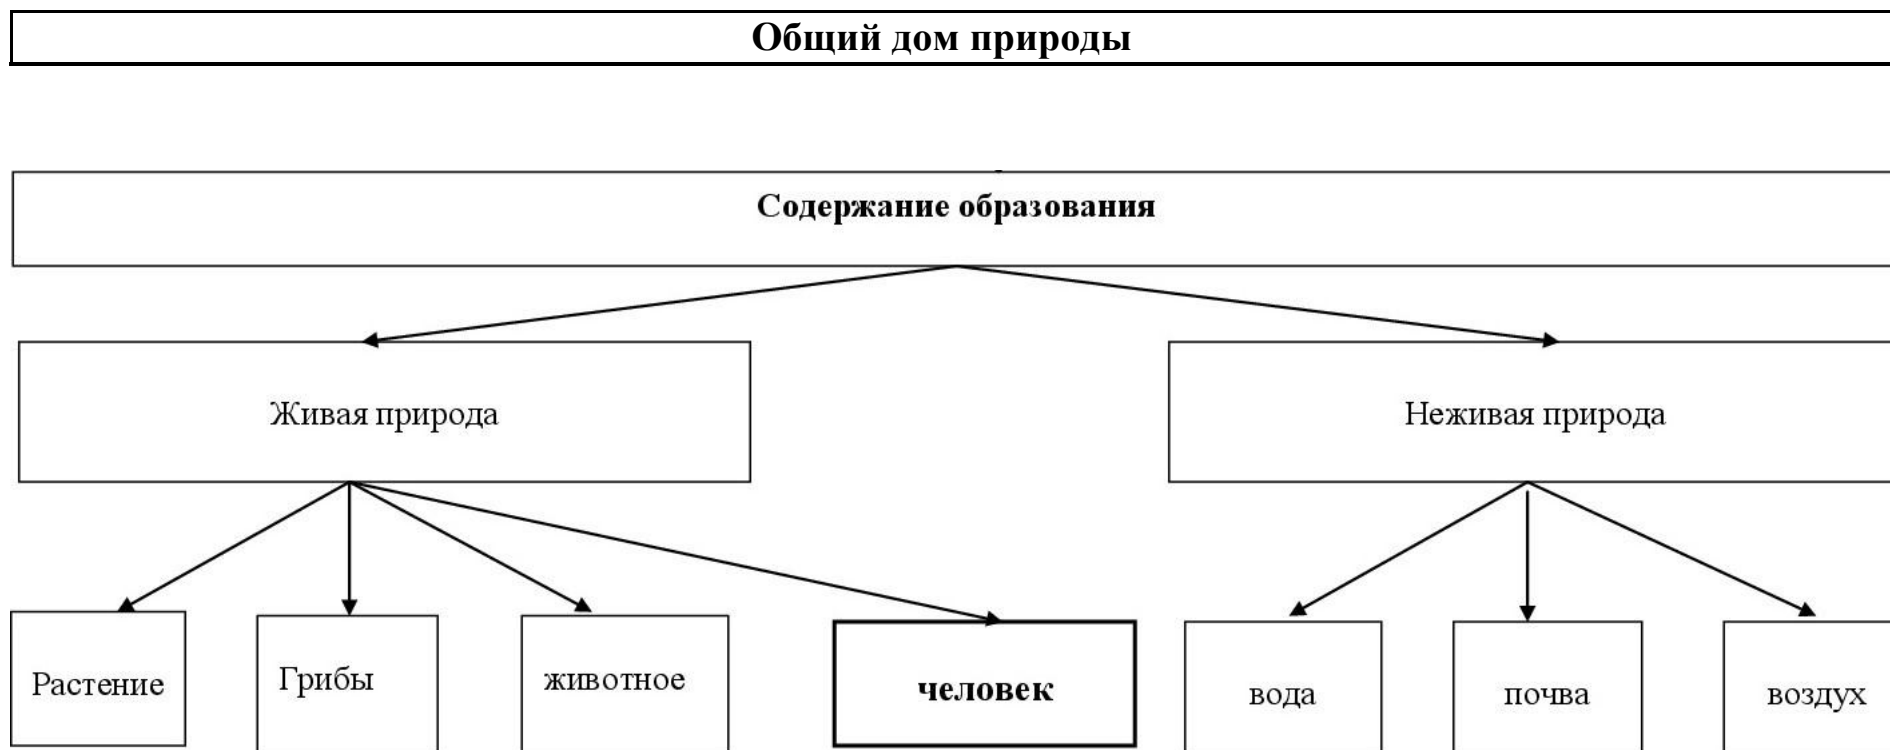 Общий дом природы
Содержание образования
Живая природа
Неживая природа
Растение
Грибы
животное
человек
вода
почва
воздух